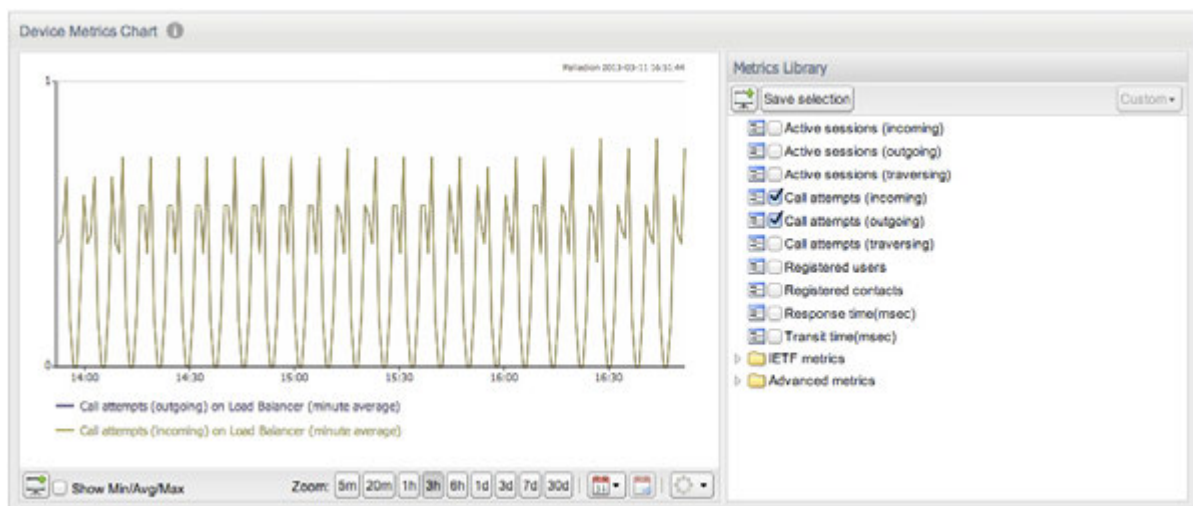 Device Metrics Chart
Palladion 2013-03-11 16:51:44
1
0
14:00 14:30 15:00 15:30 16:00 16:30
Call attempts (outgoing) on Load Balancer (minute average)
Call attempts (incoming) on Load Balancer (minute average)
Show Min/Avg/Max Zoom: 5m 20m 1h 3h 6h 1d 3d 7d 30d
Metrics Library
Save selection Custom
Active sessions (incoming)
Active sessions (outgoing)
Active sessions (traversing)
Call attempts (incoming)
Call attempts (outgoing)
Call attempts (traversing)
Registered users
Registered contacts
Response time(msec)
Transit time(msec)
IETF metrics
Advanced metrics